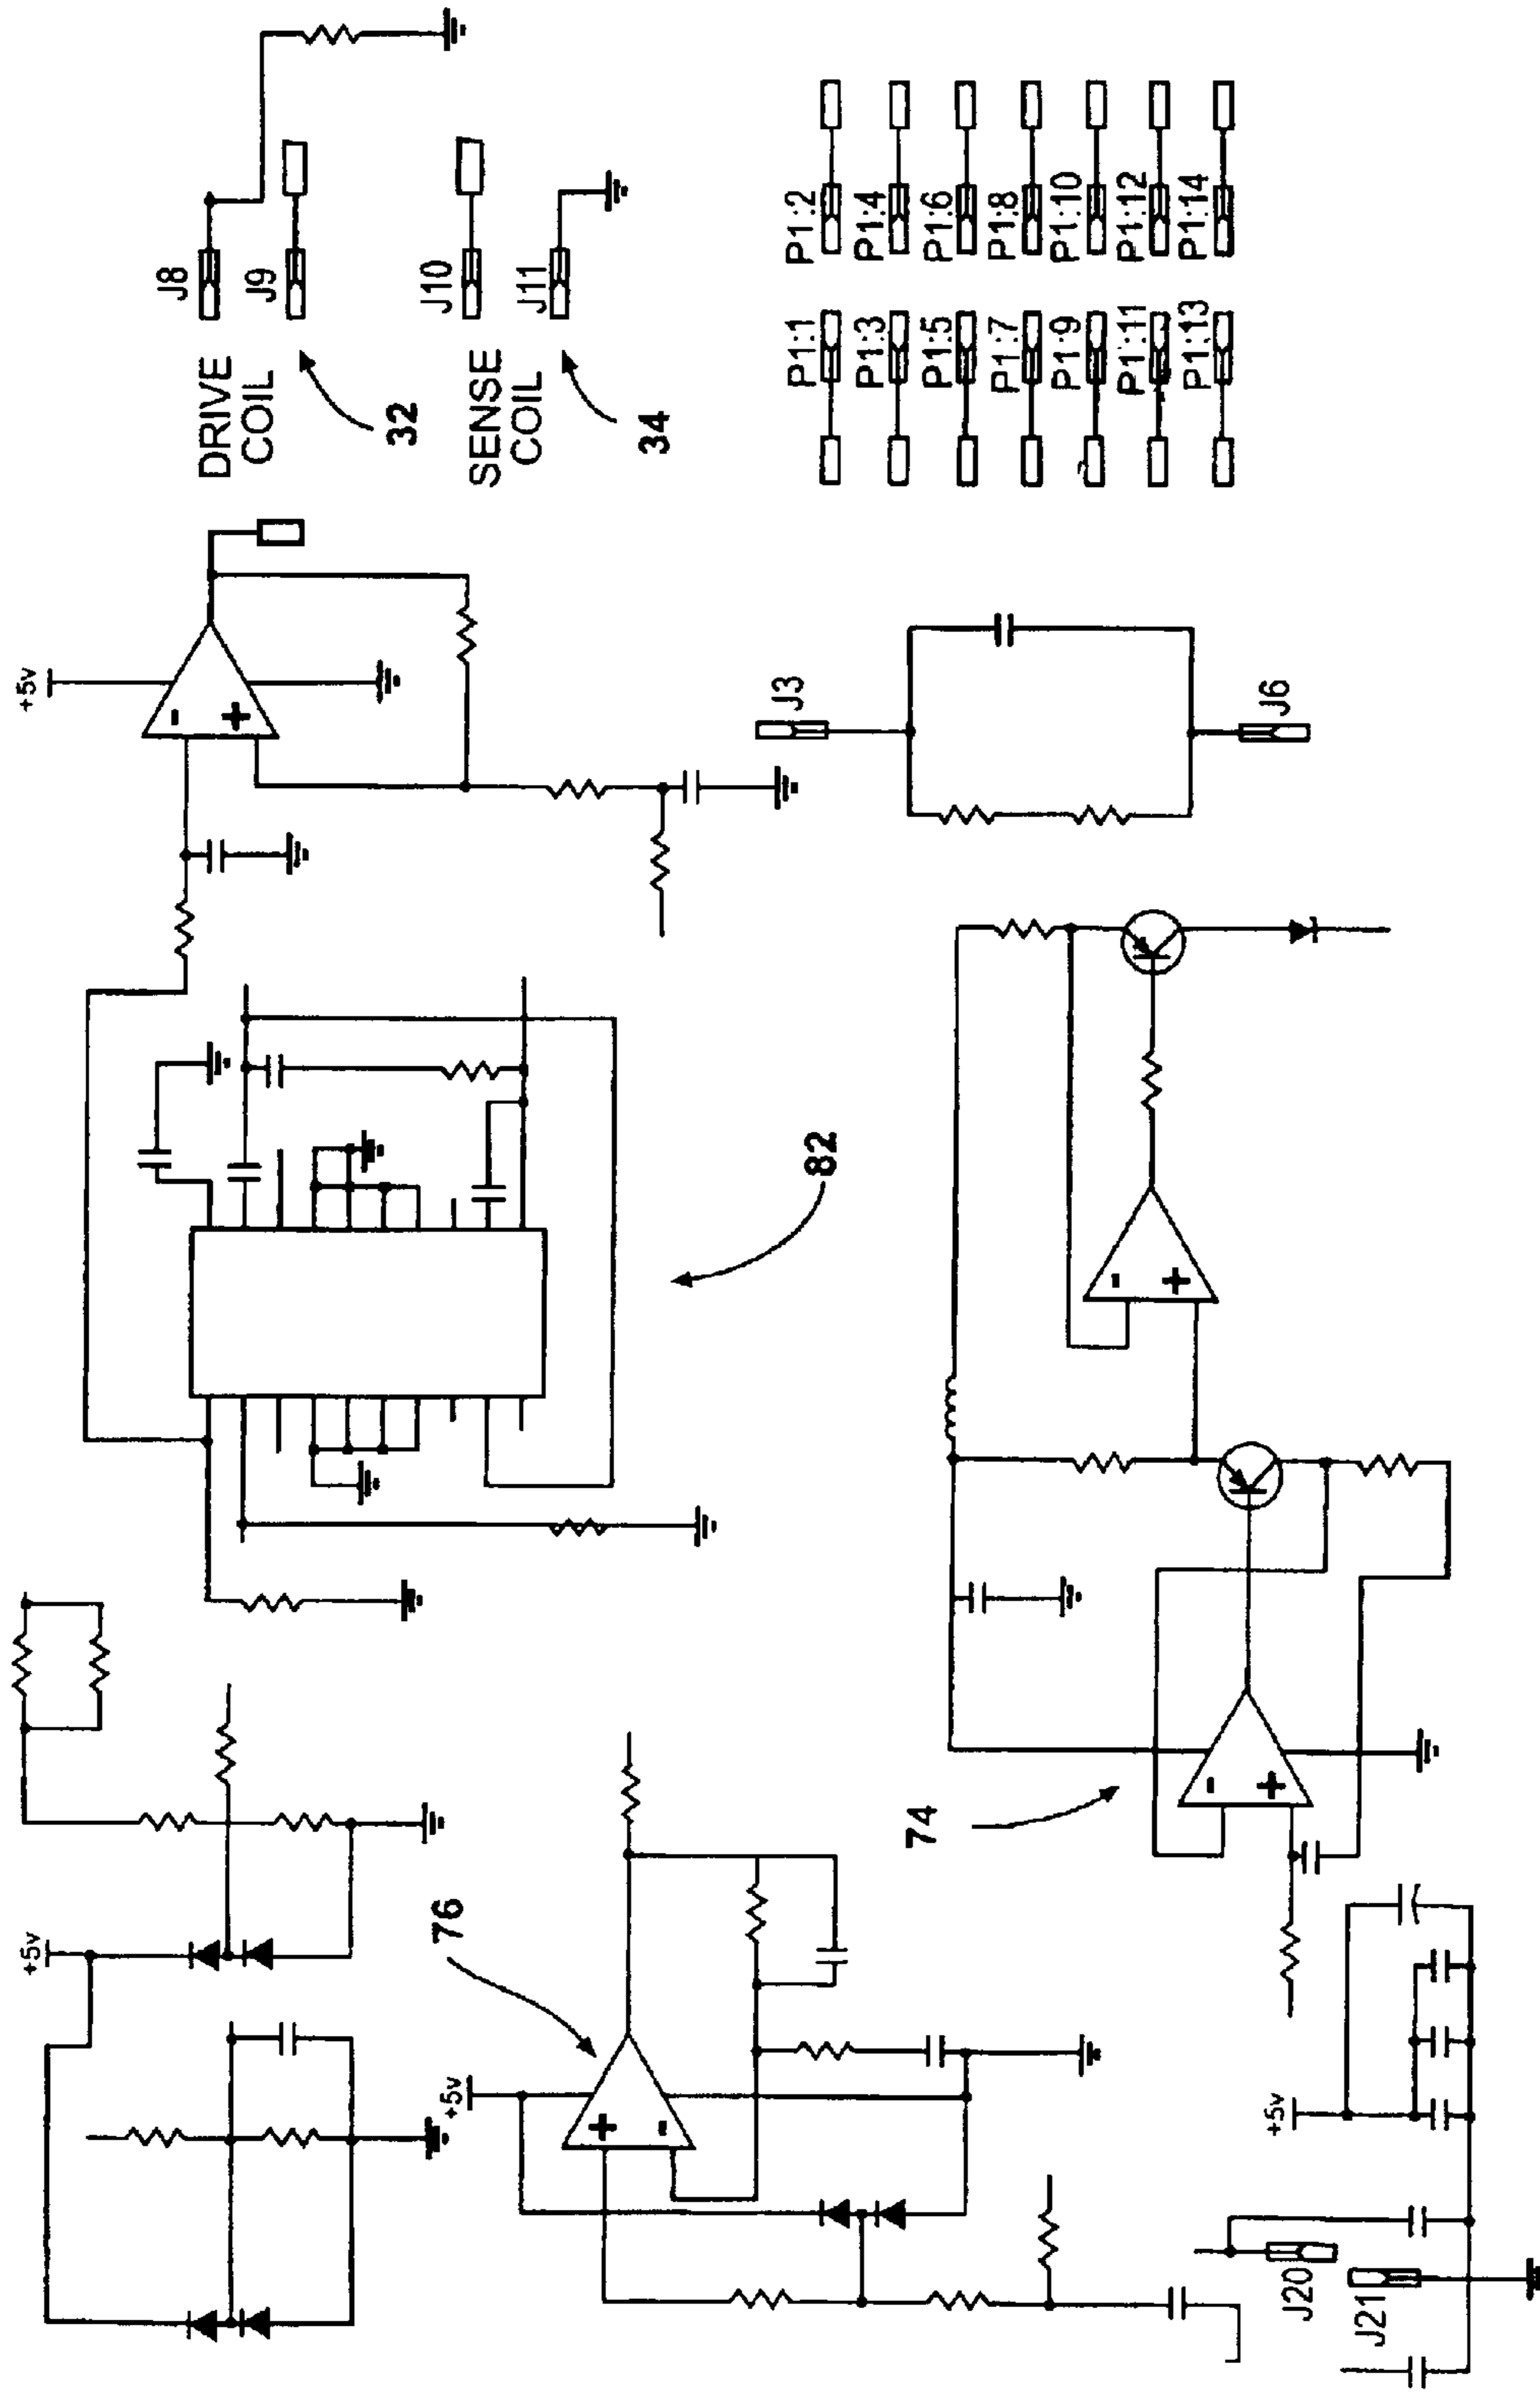 +5v
J8
J9
DRIVE
COIL
32
J10
J11
SENSE
COIL
34
P1:1 P1:2
P1:3 P1:4
P1:5 P1:6
P1:7 P1:8
P1:9 P1:10
P1:11 P1:12
P1:13 P1:14
- +
J3
J6
82
- +
+5v
76
+5v
+ -
74
- +
+5v
J20
J21